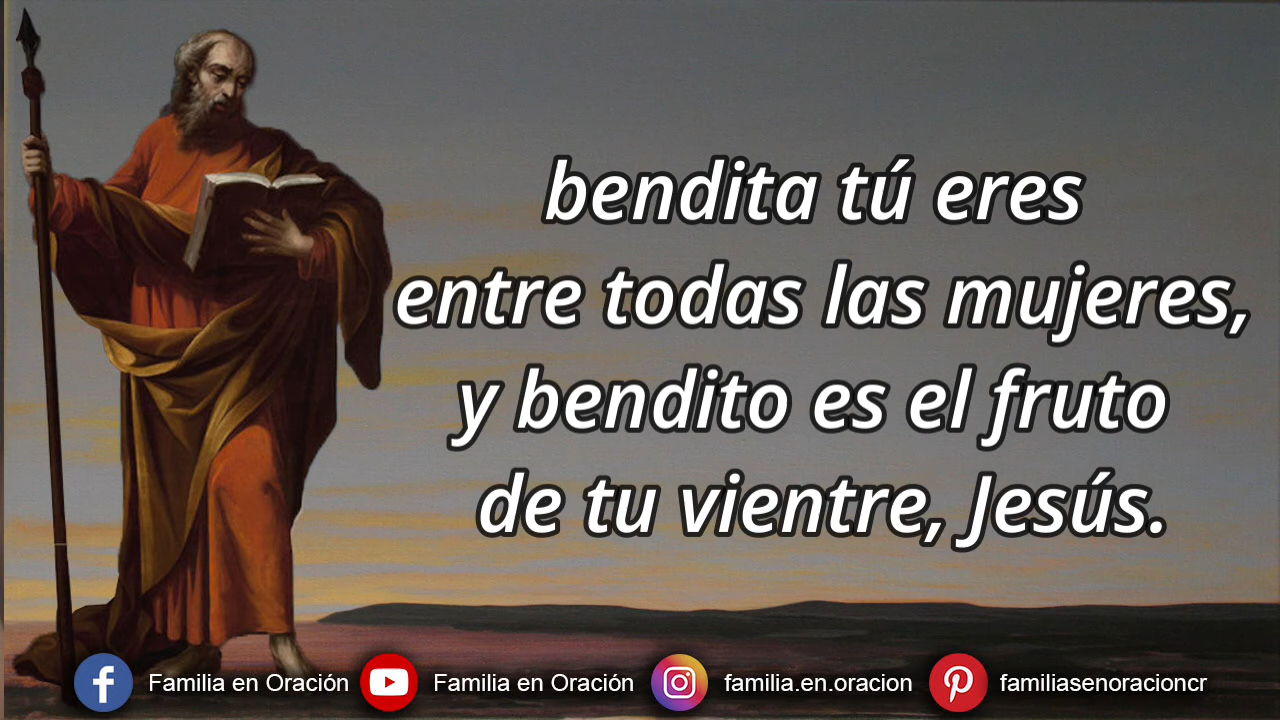 bendita tú eres
entre todas las mujeres,
y bendito es el fruto
de tu vientre, Jesús.
Familia en Oración Familia en Oración familia.en.oracion familiasenoracioncr